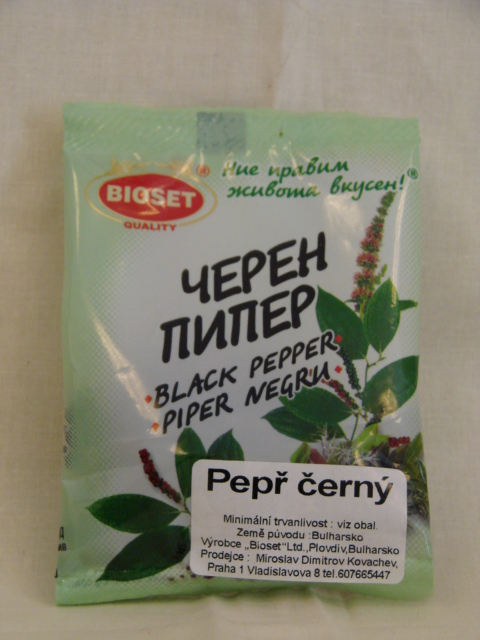 Ние правим
живота вкусен!®
®
BIOSET
QUALITY
ЧЕРЕН
ПИПЕР
BLACK PEPPER
PIPER NEGRU
Pepř černý
Minimální trvanlivost : viz obal.
Země původu :Bulharsko
Výrobce „Bioset“Ltd.,Plovdiv,Bulharsko
Prodejce : Miroslav Dimitrov Kovachev,
Praha 1 Vladislavova 8 tel.607665447